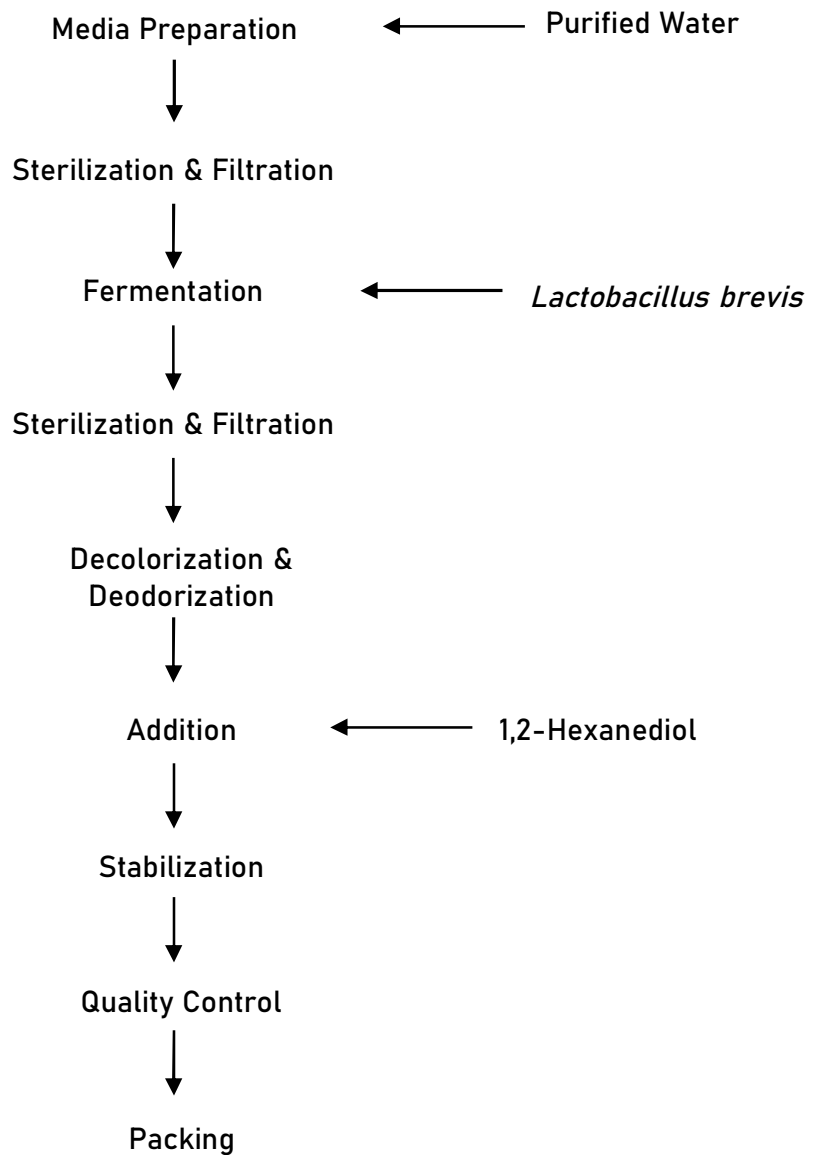 Media Preparation
Purified Water
Sterilization & Filtration
Fermentation
Lactobacillus brevis
Sterilization & Filtration
Decolorization &
Deodorization
Addition
1,2-Hexanediol
Stabilization
Quality Control
Packing